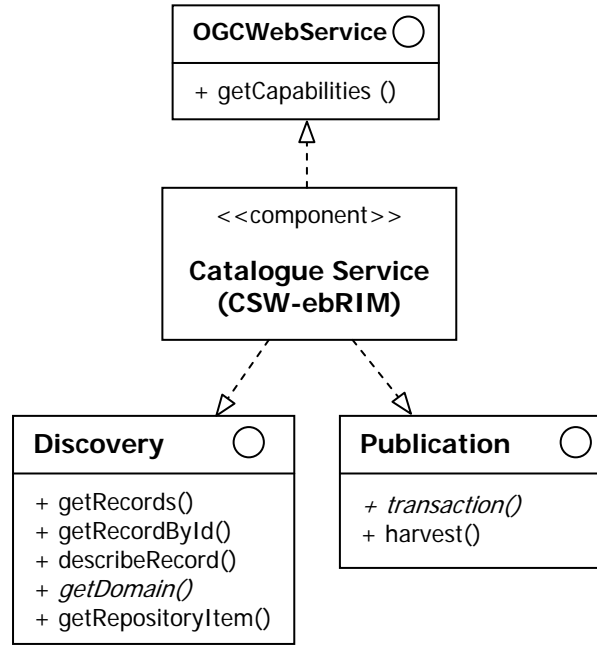 OGCWebService
+ getCapabilities ()
<<component>>
Catalogue Service
(CSW-ebRIM)
Discovery
+ getRecords()
+ getRecordById()
+ describeRecord()
+ getDomain()
+ getRepositoryItem()
Publication
+ transaction()
+ harvest()